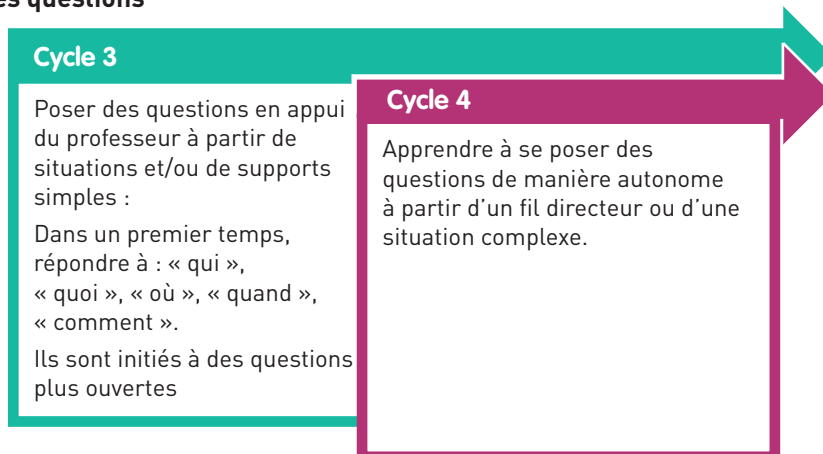 es questions
Cycle 3
Poser des questions en appui
du professeur à partir de
situations et/ou de supports
simples :
Dans un premier temps,
répondre à : « qui »,
« quoi », « où », « quand »,
« comment ».
Ils sont initiés à des questions
plus ouvertes
Cycle 4
Apprendre à se poser des
questions de manière autonome
à partir d’un fil directeur ou d’une
situation complexe.